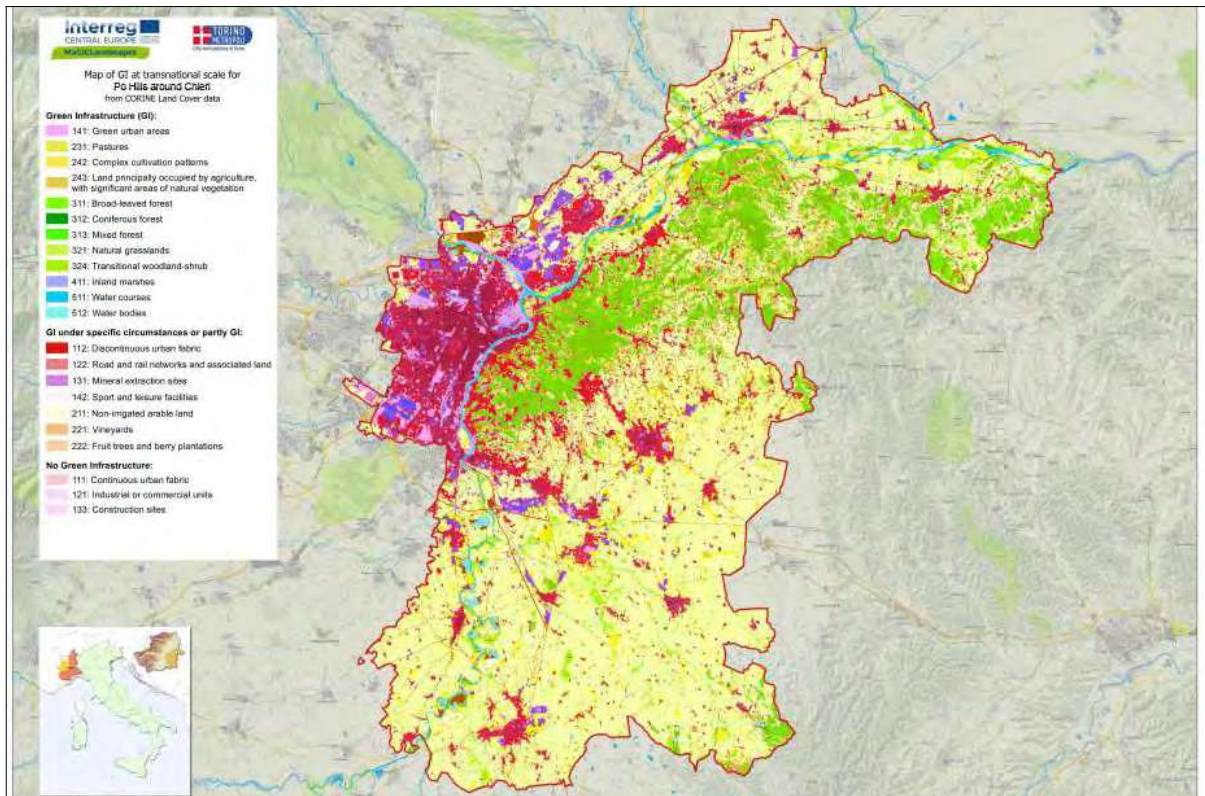 Interreg
CENTRAL EUROPE
MaGICLandscapes
TORINO
METROPOLI
Città metropolitana di Torino
Map of GI at transnational scale for
Po Hills around Chieri
from CORINE Land Cover data
Green Infrastructure (GI):
141: Green urban areas
231: Pastures
242: Complex cultivation patterns
243: Land principally occupied by agriculture,
with significant areas of natural vegetation
311: Broad-leaved forest
312: Coniferous forest
313: Mixed forest
321: Natural grasslands
324: Transitional woodland-shrub
411: Inland marshes
511: Water courses
512: Water bodies
GI under specific circumstances or partly GI:
112: Discontinuous urban fabric
122: Road and rail networks and associated land
131: Mineral extraction sites
142: Sport and leisure facilities
211: Non-irrigated arable land
221: Vineyards
222: Fruit trees and berry plantations
No Green Infrastructure:
111: Continuous urban fabric
121: Industrial or commercial units
133: Construction sites